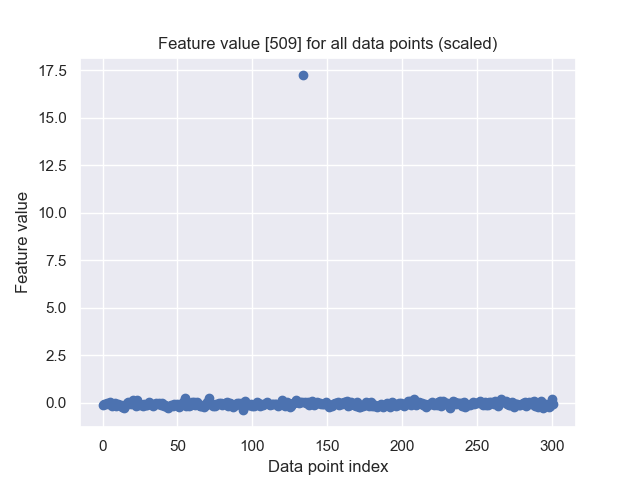 Feature value [509] for all data points (scaled)
17.5
15.0
12.5
10.0
7.5
5.0
2.5
0.0
Feature value
0 50 100 150 200 250 300
Data point index